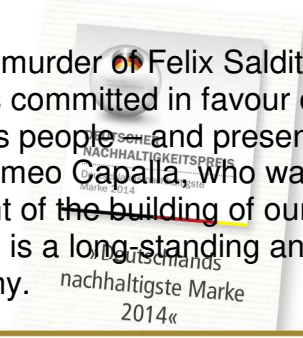 murder of Felix Saldit
committed in favour
s people – and presen
DEUTSCHER
NACHHALTIGKEITSPREIS
meo Capalla, who wa
Marke 2014
of the building of our
is a long-standing an
»Deutschlands
ny.
nachhaltigste Marke
2014«